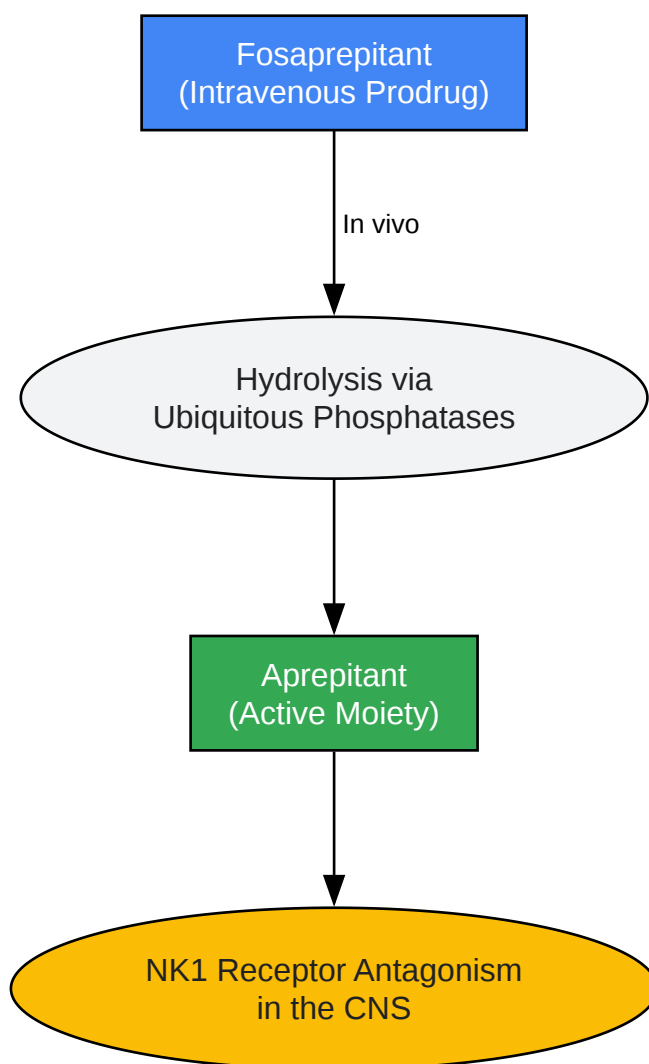 Fosaprepitant
(Intravenous Prodrug)
In vivo
Hydrolysis via
Ubiquitous Phosphatases
Aprepitant
(Active Moiety)
NK1 Receptor Antagonism
in the CNS